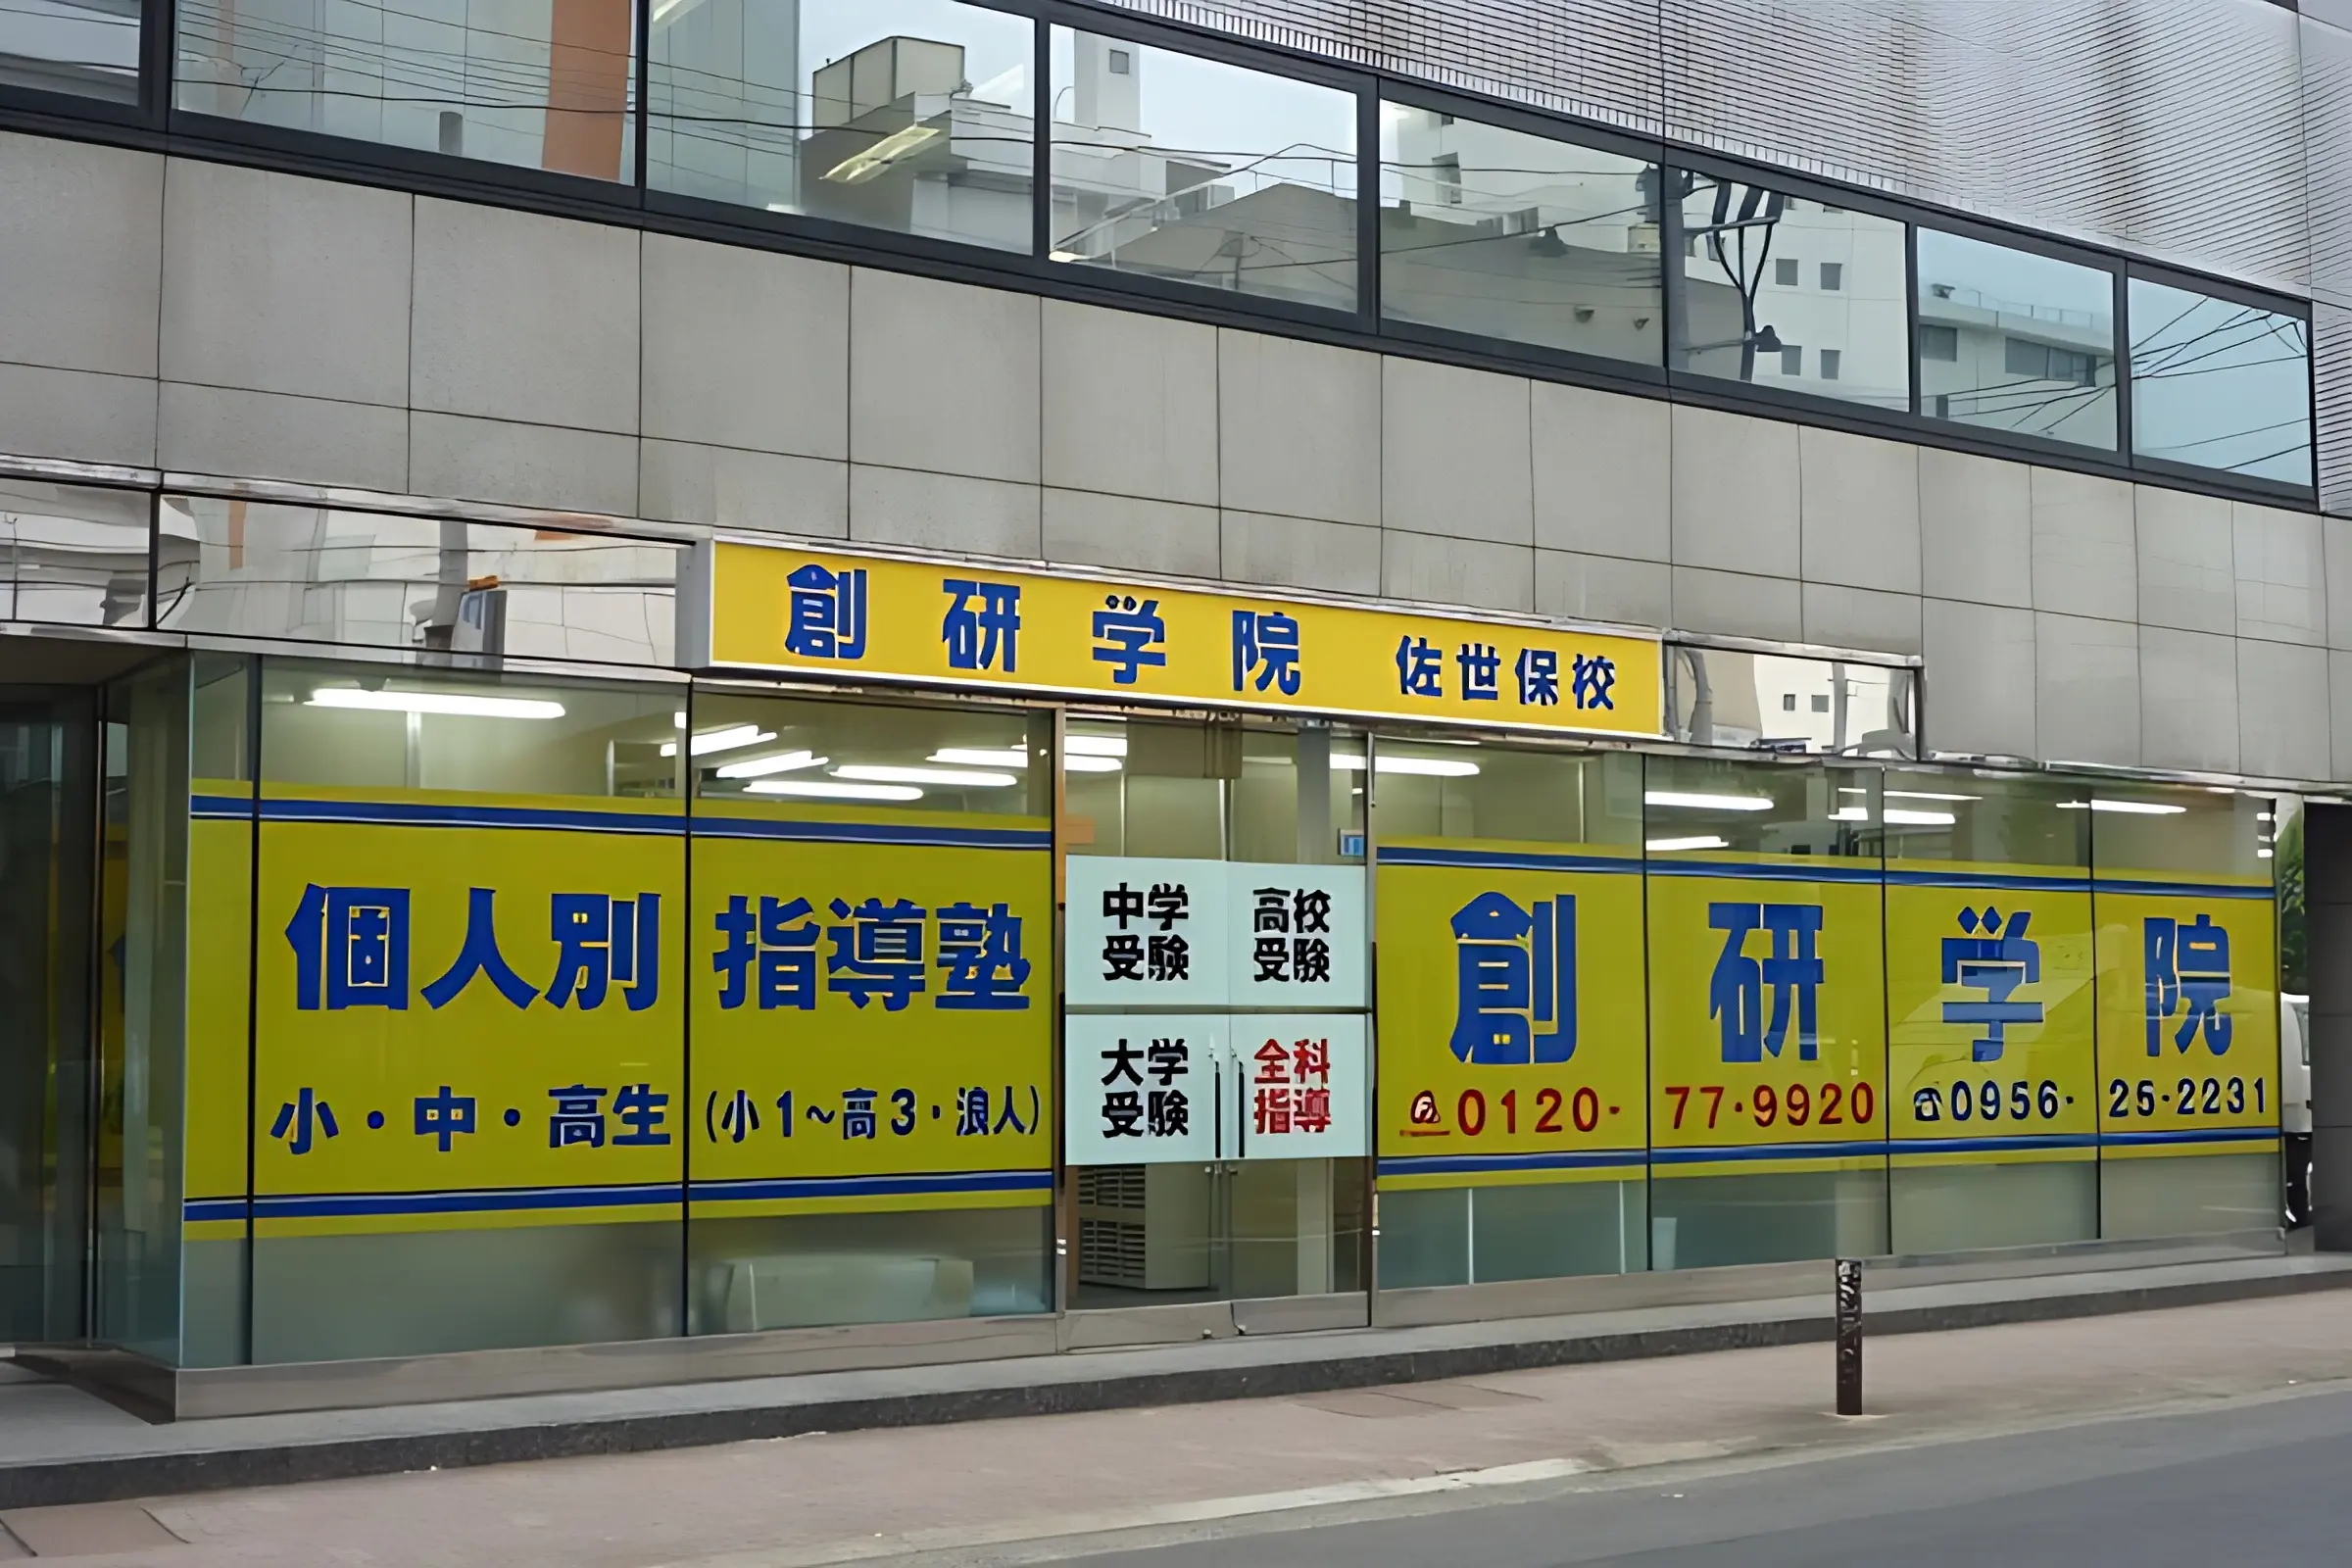 創研学院 佐世保校
個人別指導塾
小・中・高生(小1~高3・浪人)
中学受験
高校受験
大学受験
全科指導
創研学院
0120・77・9920 ☎0956・25・2231